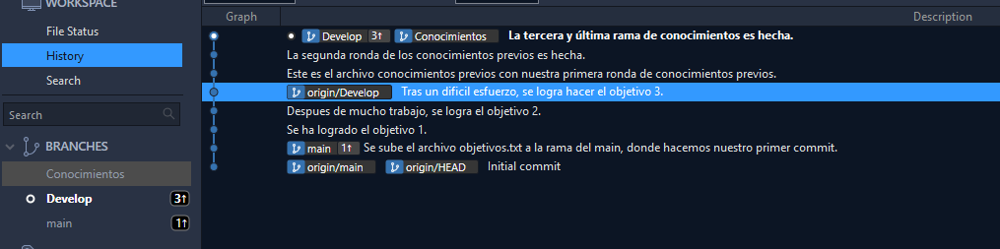 WORKSPACE
File Status
History
Search
Search
BRANCHES
Conocimientos
Develop 3↑
main 1↑
Graph Description
Develop 3↑ Conocimientos La tercera y última rama de conocimientos es hecha.
La segunda ronda de los conocimientos previos es hecha.
Este es el archivo conocimientos previos con nuestra primera ronda de conocimientos previos.
origin/Develop Tras un dificil esfuerzo, se logra hacer el objetivo 3.
Despues de mucho trabajo, se logra el objetivo 2.
Se ha logrado el objetivo 1.
main 1↑ Se sube el archivo objetivos.txt a la rama del main, donde hacemos nuestro primer commit.
origin/main origin/HEAD Initial commit